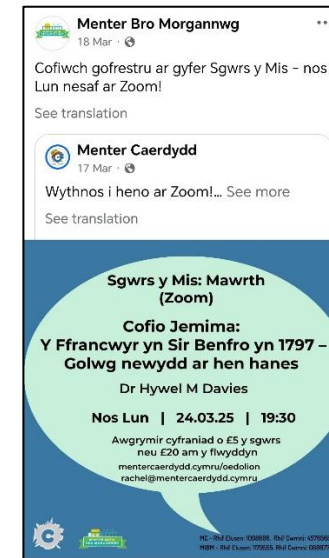 Menter Bro Morgannwg
18 Mar ·
Cofiwch gofrestru ar gyfer Sgwrs y Mis – nos
Lun nesaf ar Zoom!
See translation
Menter Caerdydd
17 Mar ·
Wythnos i heno ar Zoom!... See more
See translation
Sgwrs y Mis: Mawrth
(Zoom)
Cofio Jemima:
Y Ffrancwyr yn Sir Benfro yn 1797 –
Golwg newydd ar hen hanes
Dr Hywel M Davies
Nos Lun | 24.03.25 | 19:30
Awgrymir cyfraniad o £5 y sgwrs
neu £20 am y flwyddyn
mentercaerdydd.cymru/oedolion
rachel@mentercaerdydd.cymru